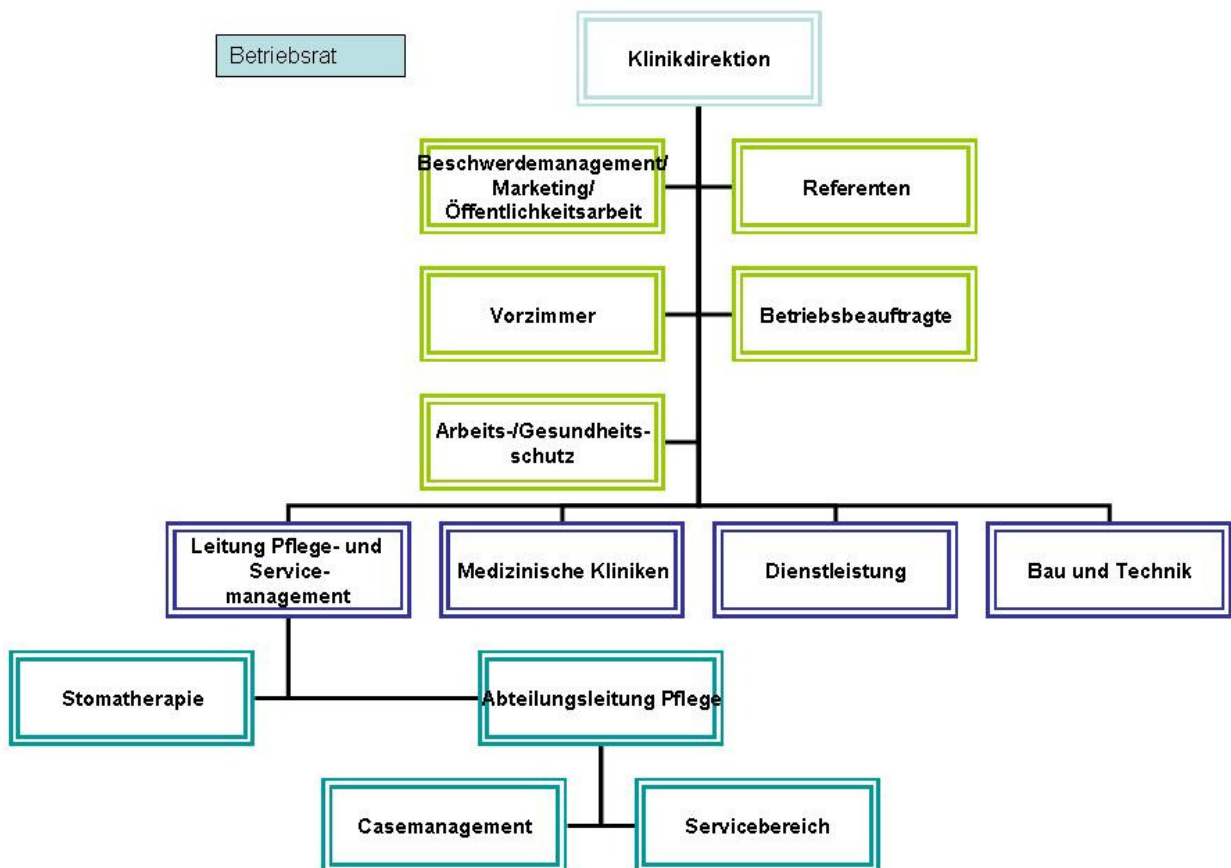 Betriebsrat
Klinikdirektion
Beschwerdemanagement/
Marketing/
Öffentlichkeitsarbeit
Referenten
Vorzimmer
Betriebsbeauftragte
Arbeits-/Gesundheits-
schutz
Leitung Pflege- und
Service-
management
Medizinische Kliniken
Dienstleistung
Bau und Technik
Stomatherapie
Abteilungsleitung Pflege
Casemanagement
Servicebereich